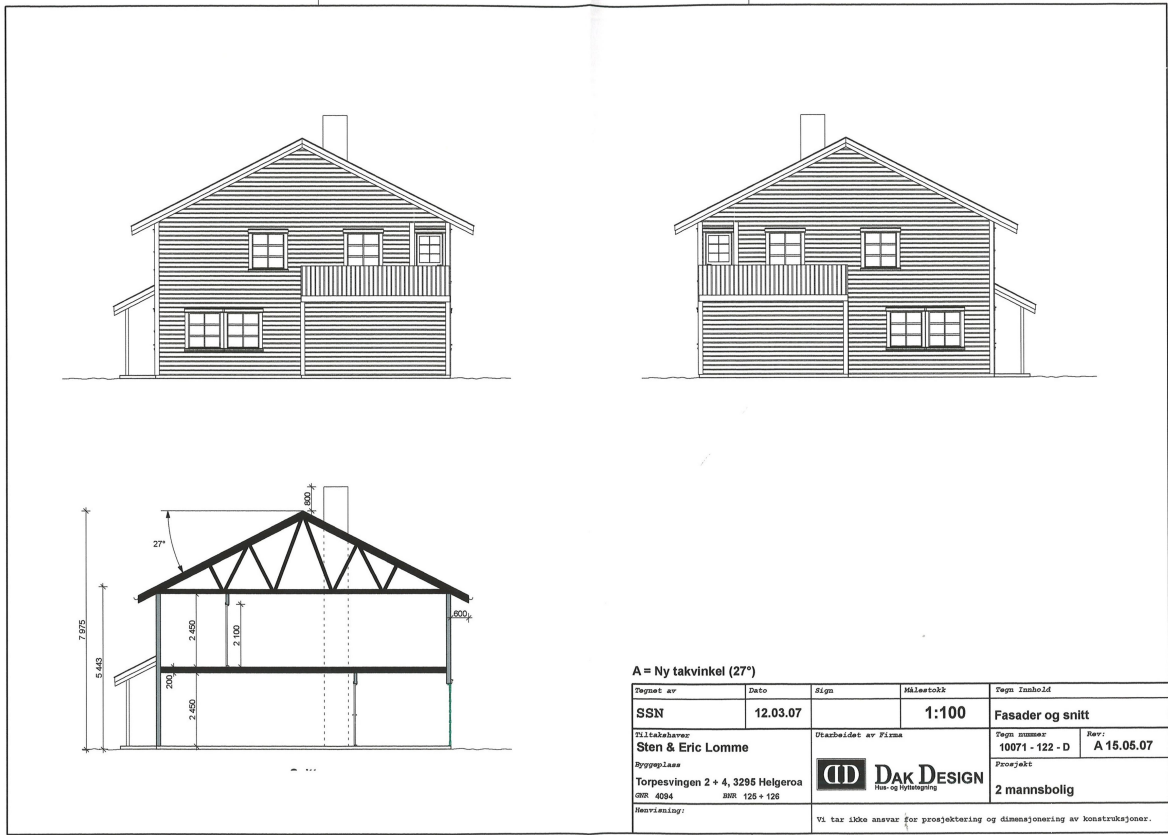 800
27°
7 975
5 443
2 450
2 100
600
200
2 450
A = Ny takvinkel (27°)
Tegnet av Dato Sign Målestokk Tegn Innhold
SSN 12.03.07 1:100 Fasader og snitt
Tiltakshaver Utarbeidet av Firma Tegn nummer Rev:
Sten & Eric Lomme 10071 - 122 - D A 15.05.07
Byggeplass DAK DESIGN Prosjekt
Torpesvingen 2 + 4, 3295 Helgeroa Hus- og Hyttetegning 2 mannsbolig
GNR 4094 BNR 125 + 126
Henvisning: Vi tar ikke ansvar for prosjektering og dimensjonering av konstruksjoner.